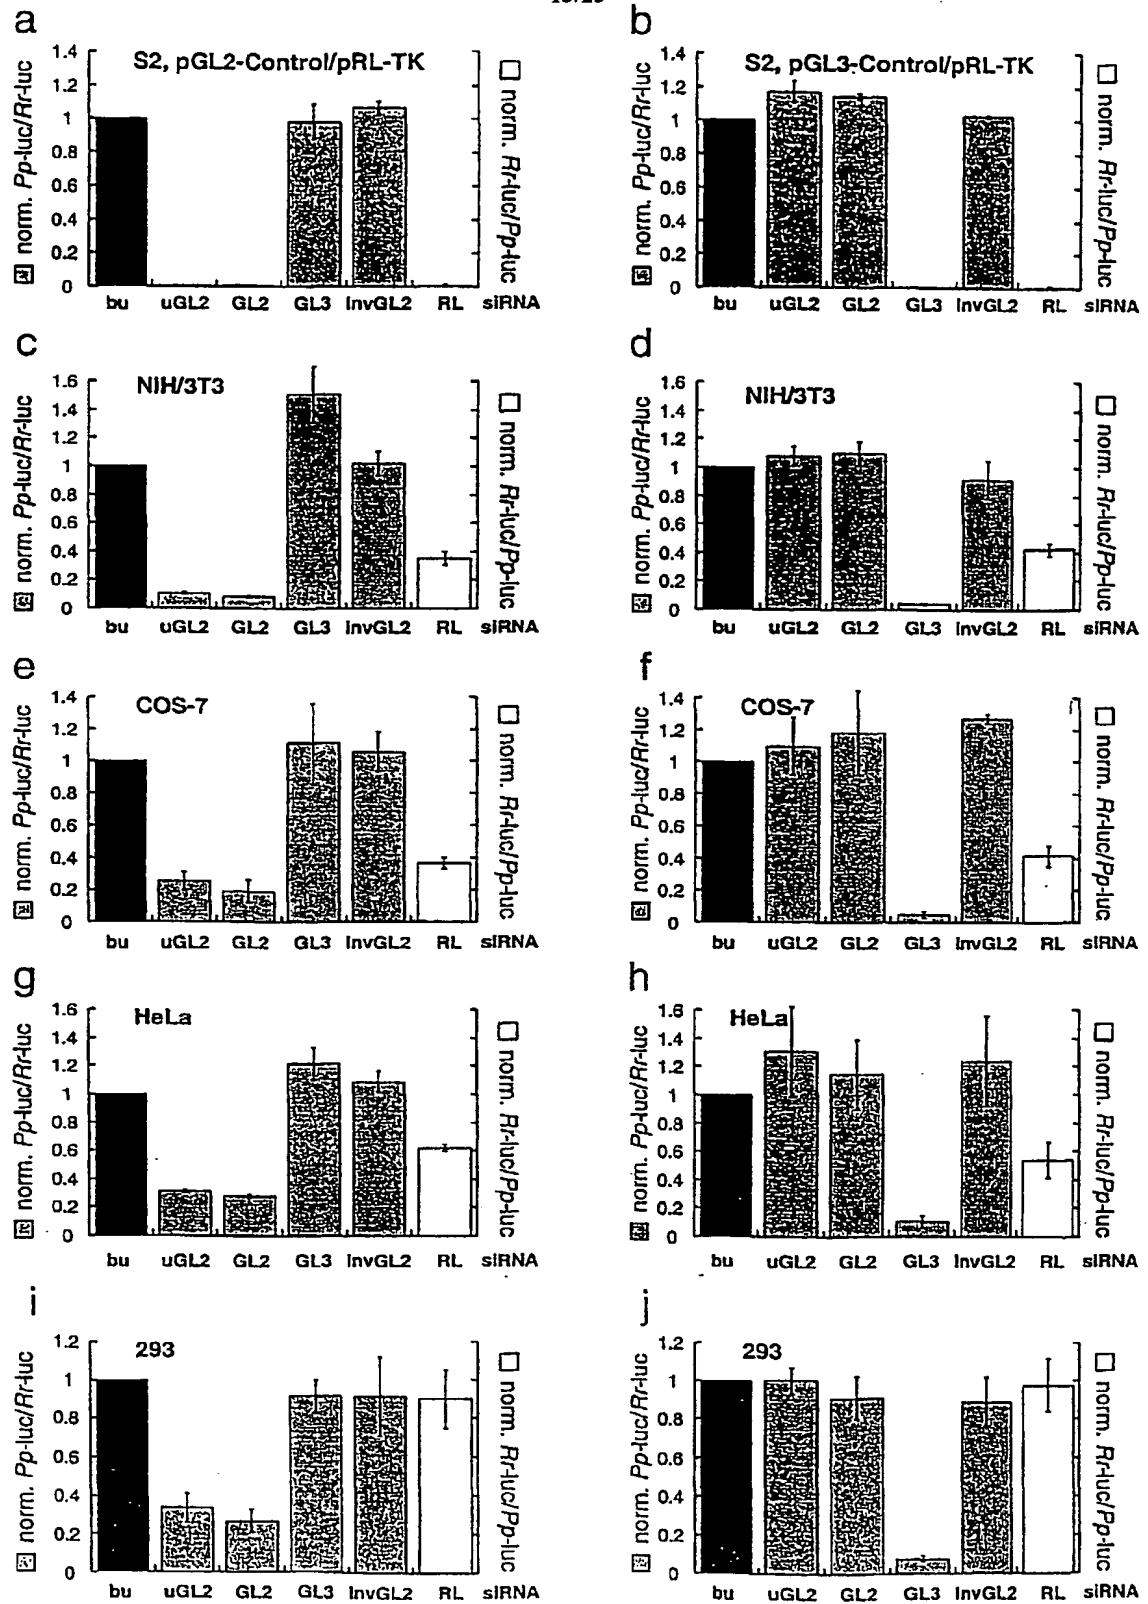 a
S2, pGL2-Control/pRL-TK
norm. Pp-luc/Rr-luc
norm. Rr-luc/Pp-luc
1.4
1.2
1
0.8
0.6
0.4
0.2
0
bu uGL2 GL2 GL3 invGL2 RL siRNA
b
S2, pGL3-Control/pRL-TK
norm. Pp-luc/Rr-luc
norm. Rr-luc/Pp-luc
1.4
1.2
1
0.8
0.6
0.4
0.2
0
bu uGL2 GL2 GL3 invGL2 RL siRNA
c
NIH/3T3
norm. Pp-luc/Rr-luc
norm. Rr-luc/Pp-luc
1.6
1.4
1.2
1
0.8
0.6
0.4
0.2
0
bu uGL2 GL2 GL3 invGL2 RL siRNA
d
NIH/3T3
norm. Pp-luc/Rr-luc
norm. Rr-luc/Pp-luc
1.6
1.4
1.2
1
0.8
0.6
0.4
0.2
0
bu uGL2 GL2 GL3 invGL2 RL siRNA
e
COS-7
norm. Pp-luc/Rr-luc
norm. Rr-luc/Pp-luc
1.4
1.2
1
0.8
0.6
0.4
0.2
0
bu uGL2 GL2 GL3 invGL2 RL siRNA
f
COS-7
norm. Pp-luc/Rr-luc
norm. Rr-luc/Pp-luc
1.4
1.2
1
0.8
0.6
0.4
0.2
0
bu uGL2 GL2 GL3 invGL2 RL siRNA
g
HeLa
norm. Pp-luc/Rr-luc
norm. Rr-luc/Pp-luc
1.6
1.4
1.2
1
0.8
0.6
0.4
0.2
0
bu uGL2 GL2 GL3 invGL2 RL siRNA
h
HeLa
norm. Pp-luc/Rr-luc
norm. Rr-luc/Pp-luc
1.6
1.4
1.2
1
0.8
0.6
0.4
0.2
0
bu uGL2 GL2 GL3 invGL2 RL siRNA
i
293
norm. Pp-luc/Rr-luc
norm. Rr-luc/Pp-luc
1.2
1
0.8
0.6
0.4
0.2
0
bu uGL2 GL2 GL3 invGL2 RL siRNA
j
293
norm. Pp-luc/Rr-luc
norm. Rr-luc/Pp-luc
1.2
1
0.8
0.6
0.4
0.2
0
bu uGL2 GL2 GL3 invGL2 RL siRNA